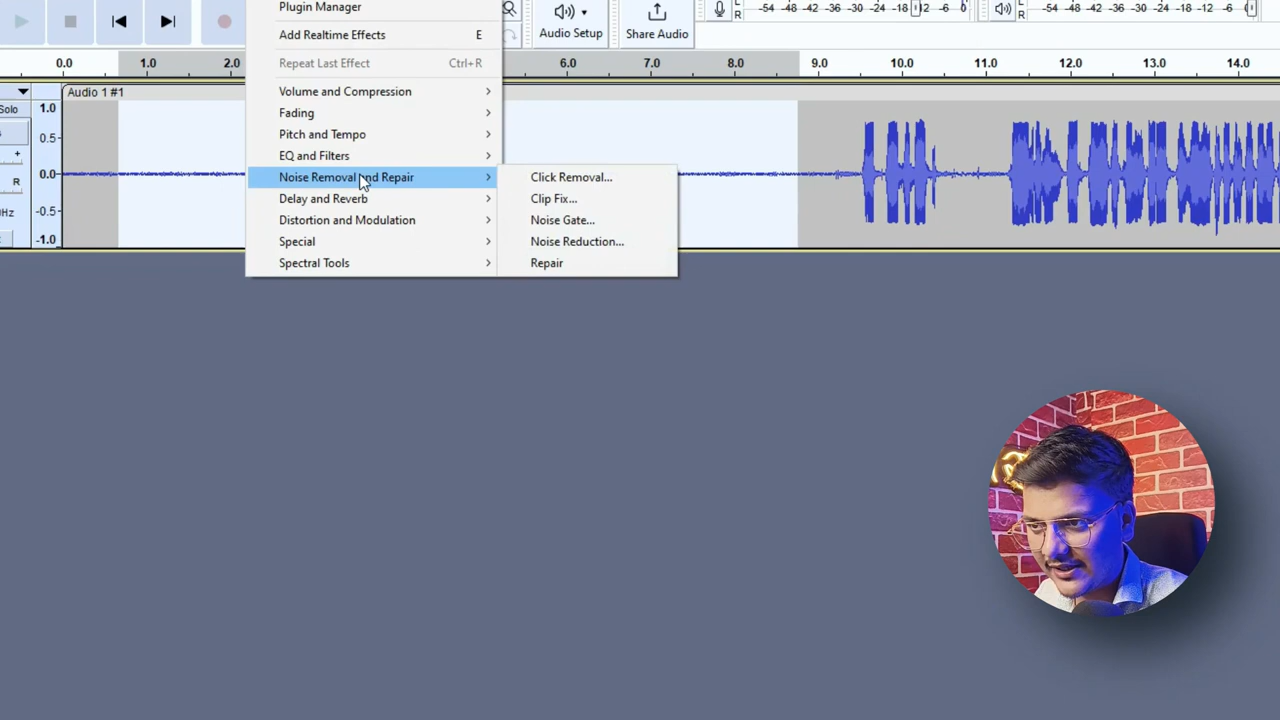 Plugin Manager
Add Realtime Effects E
Repeat Last Effect Ctrl+R
Volume and Compression
Fading
Pitch and Tempo
EQ and Filters
Noise Removal and Repair
Delay and Reverb
Distortion and Modulation
Special
Spectral Tools
Click Removal...
Clip Fix...
Noise Gate...
Noise Reduction...
Repair
Audio Setup
Share Audio
L
R
-54 -48 -42 -36 -30 -24 -18 -12 -6 0
L
R
-54 -48 -42 -36 -30 -24 -18 -12 -6
0.0 1.0 2.0 6.0 7.0 8.0 9.0 10.0 11.0 12.0 13.0 14.0
Audio 1 #1
Solo
R
Hz
1.0
0.5
0.0
-0.5
-1.0